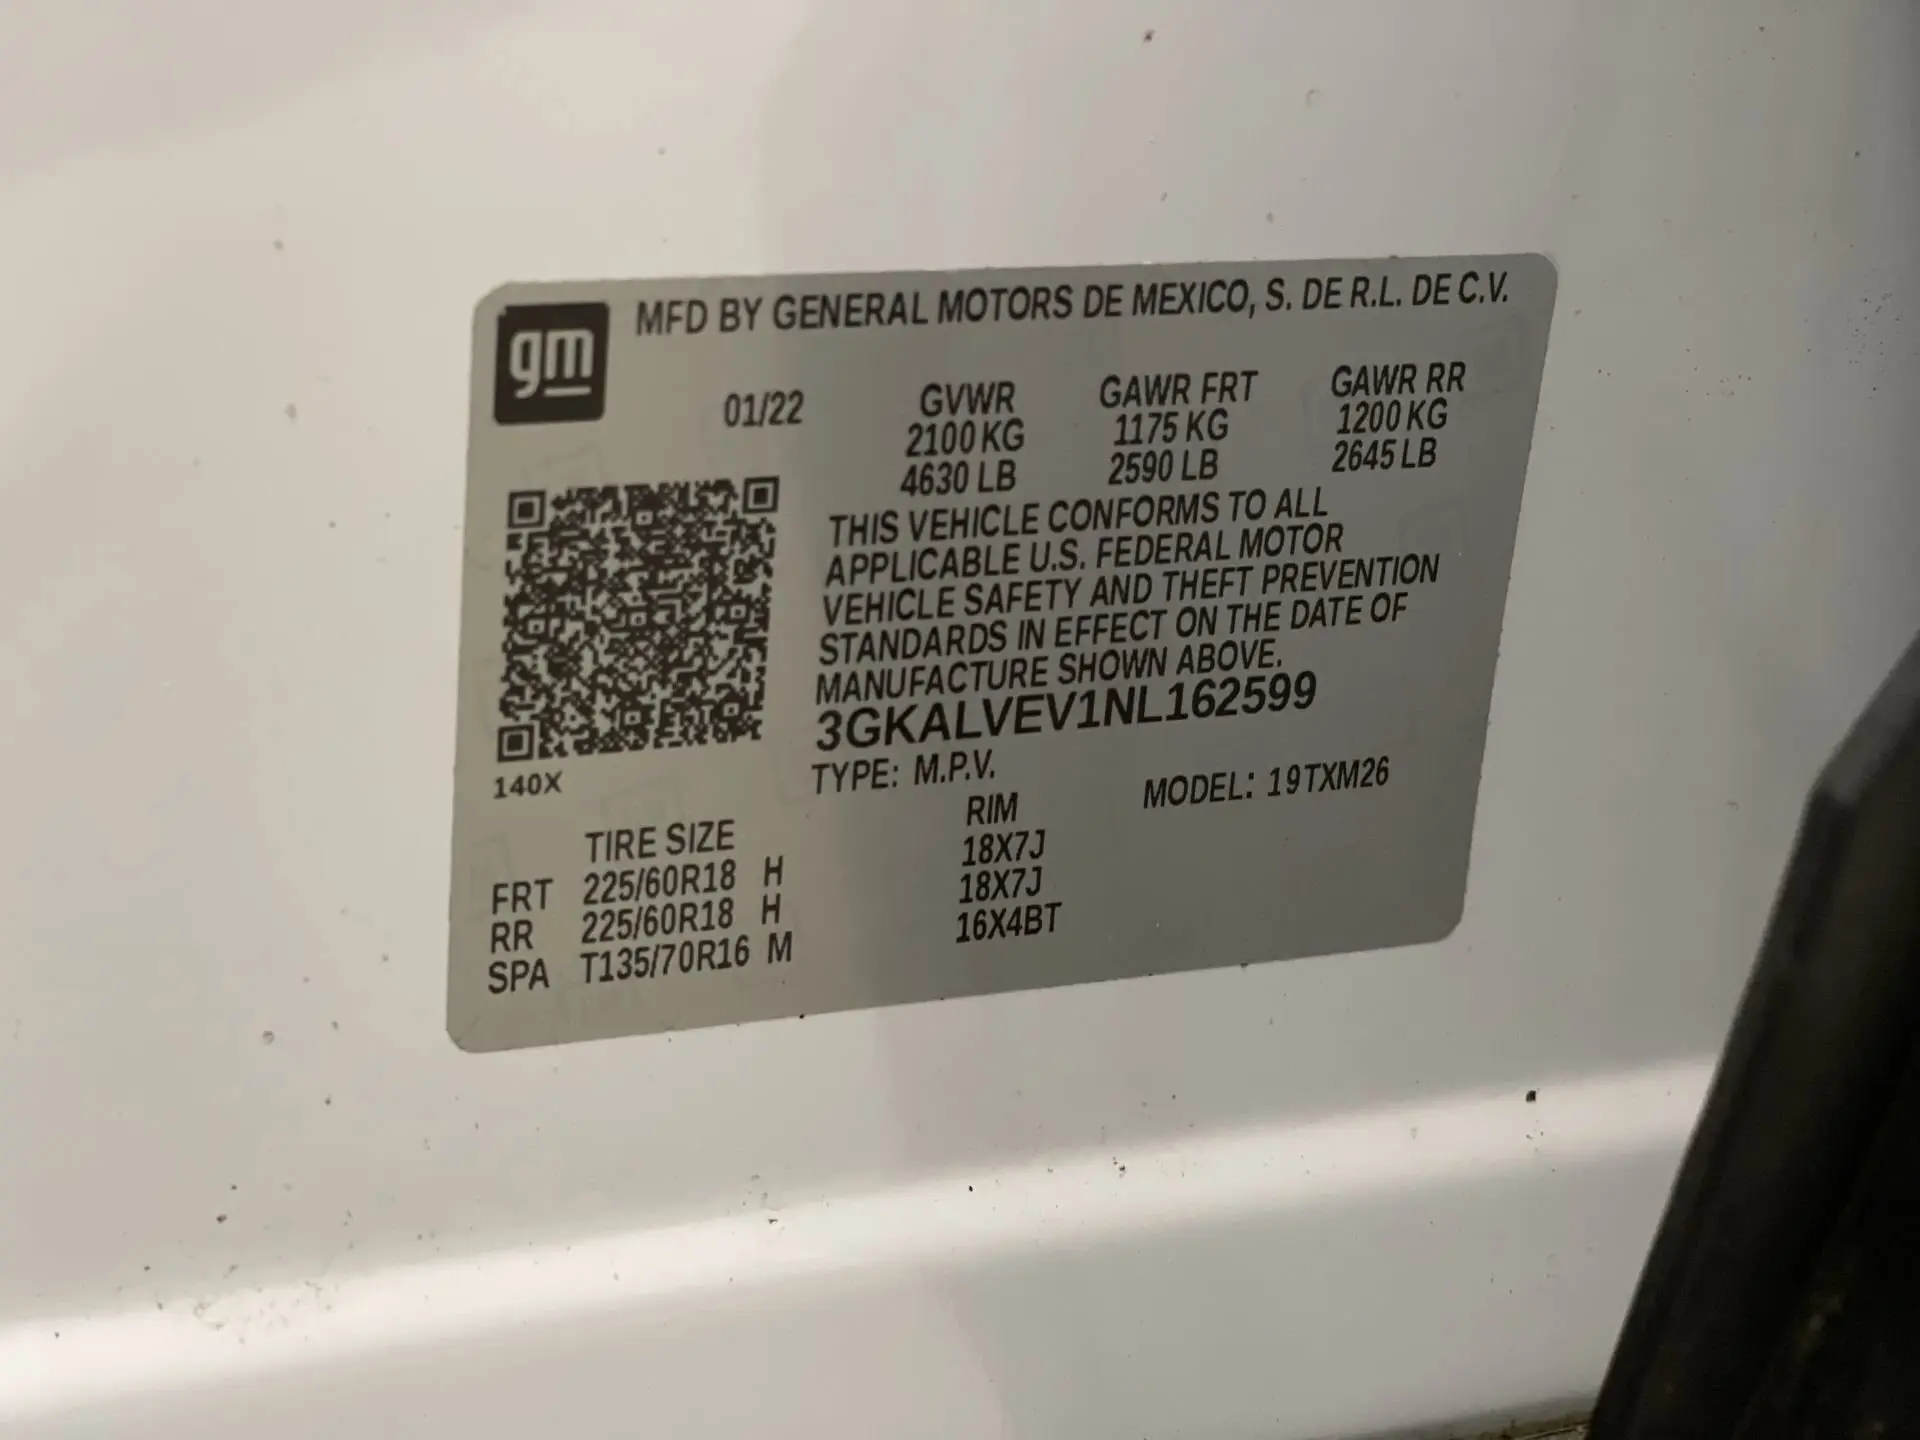 gm
MFD BY GENERAL MOTORS DE MEXICO, S. DE R.L. DE C.V.
01/22 GVWR GAWR FRT GAWR RR
2100 KG 1175 KG 1200 KG
4630 LB 2590 LB 2645 LB
THIS VEHICLE CONFORMS TO ALL
APPLICABLE U.S. FEDERAL MOTOR
VEHICLE SAFETY AND THEFT PREVENTION
STANDARDS IN EFFECT ON THE DATE OF
MANUFACTURE SHOWN ABOVE.
3GKALVEV1NL162599
140X
TYPE: M.P.V. MODEL: 19TXM26
TIRE SIZE RIM
FRT 225/60R18 H 18X7J
RR 225/60R18 H 18X7J
SPA T135/70R16 M 16X4BT